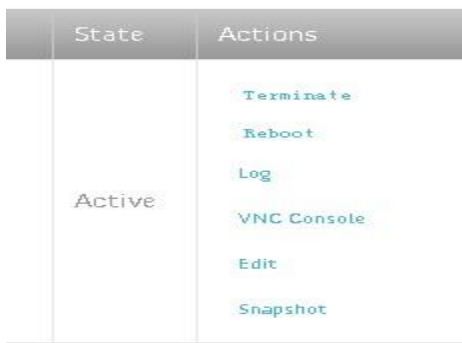 State Actions
Terminate
Reboot
Log
Active
VNC Console
Edit
Snapshot